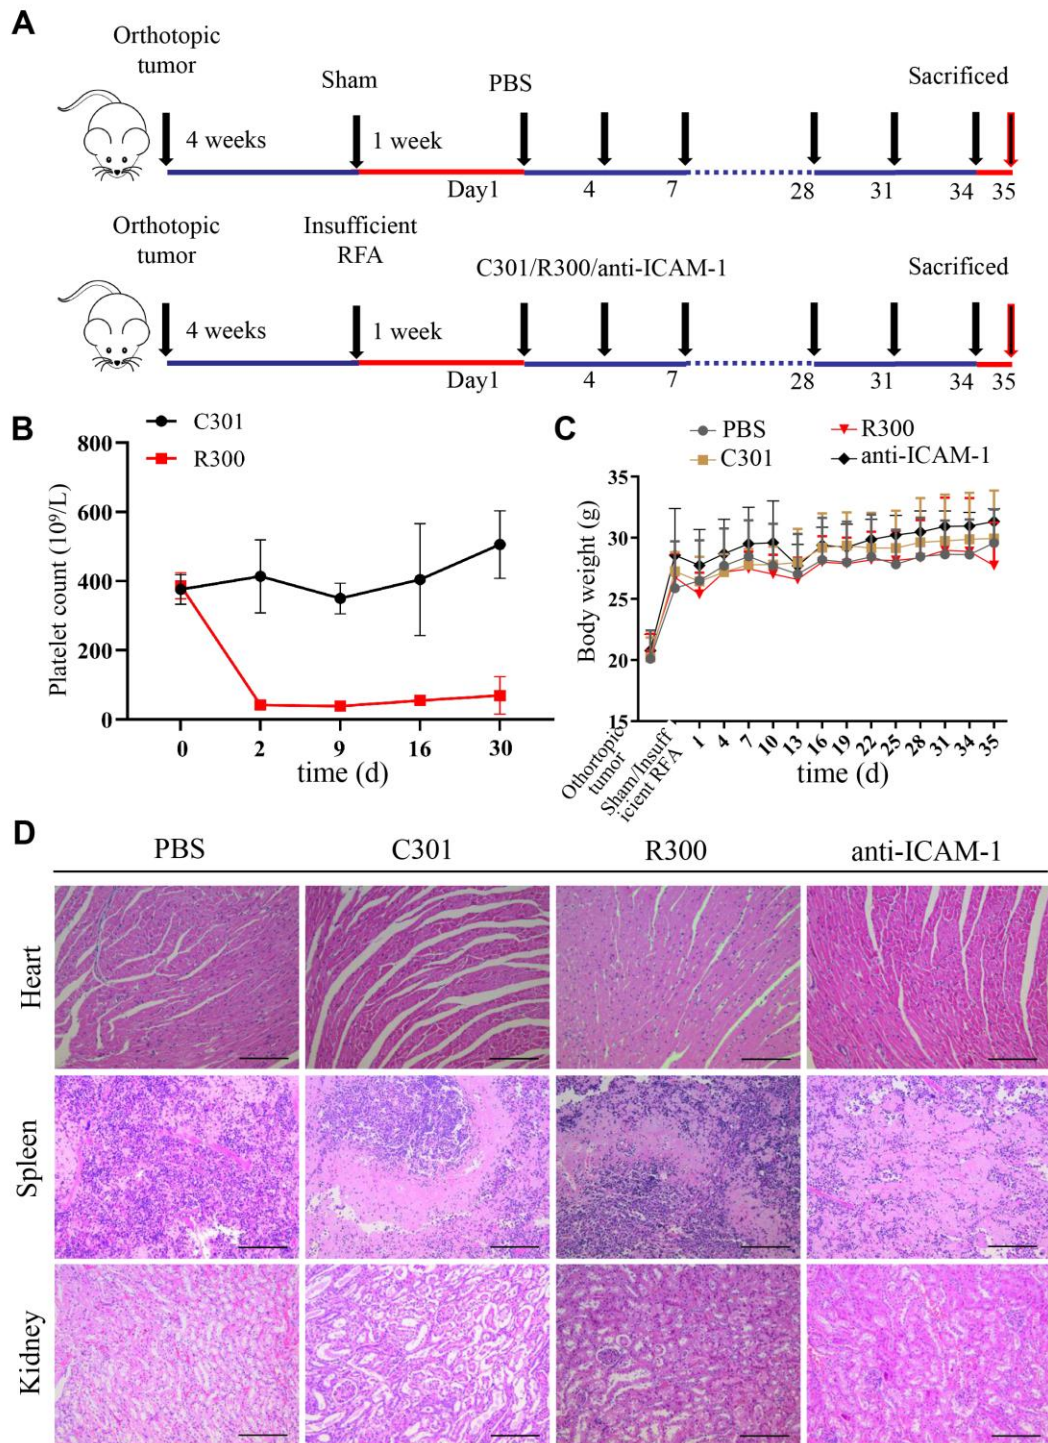 A
Orthotopic
tumor
Sham
PBS
Sacrificed
4 weeks
1 week
Day1
4
7
28
31
34
35
Orthotopic
tumor
Insufficient
RFA
C301/R300/anti-ICAM-1
Sacrificed
4 weeks
1 week
Day1
4
7
28
31
34
35
B
C301
R300
Platelet count (10⁹/L)
800
600
400
200
0
0 2 9 16 30
time (d)
C
PBS
C301
R300
anti-ICAM-1
Body weight (g)
35
30
25
20
15
Othortopic
tumor
Sham/Insuff
icient RFA
1 4 7 10 13 16 19 22 25 28 31 34 35
time (d)
D
PBS C301 R300 anti-ICAM-1
Heart
Spleen
Kidney